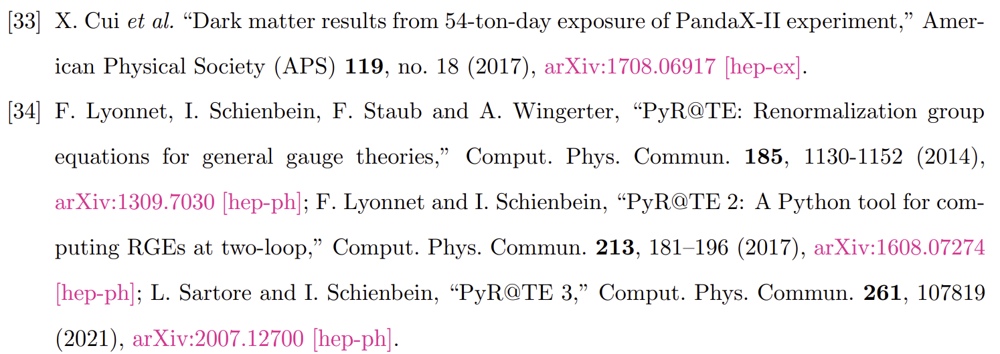 [33] X. Cui et al. “Dark matter results from 54-ton-day exposure of PandaX-II experiment,” Amer-
ican Physical Society (APS) 119, no. 18 (2017), arXiv:1708.06917 [hep-ex].
[34] F. Lyonnet, I. Schienbein, F. Staub and A. Wingerter, “PyR@TE: Renormalization group
equations for general gauge theories,” Comput. Phys. Commun. 185, 1130-1152 (2014),
arXiv:1309.7030 [hep-ph]; F. Lyonnet and I. Schienbein, “PyR@TE 2: A Python tool for com-
puting RGEs at two-loop,” Comput. Phys. Commun. 213, 181–196 (2017), arXiv:1608.07274
[hep-ph]; L. Sartore and I. Schienbein, “PyR@TE 3,” Comput. Phys. Commun. 261, 107819
(2021), arXiv:2007.12700 [hep-ph].